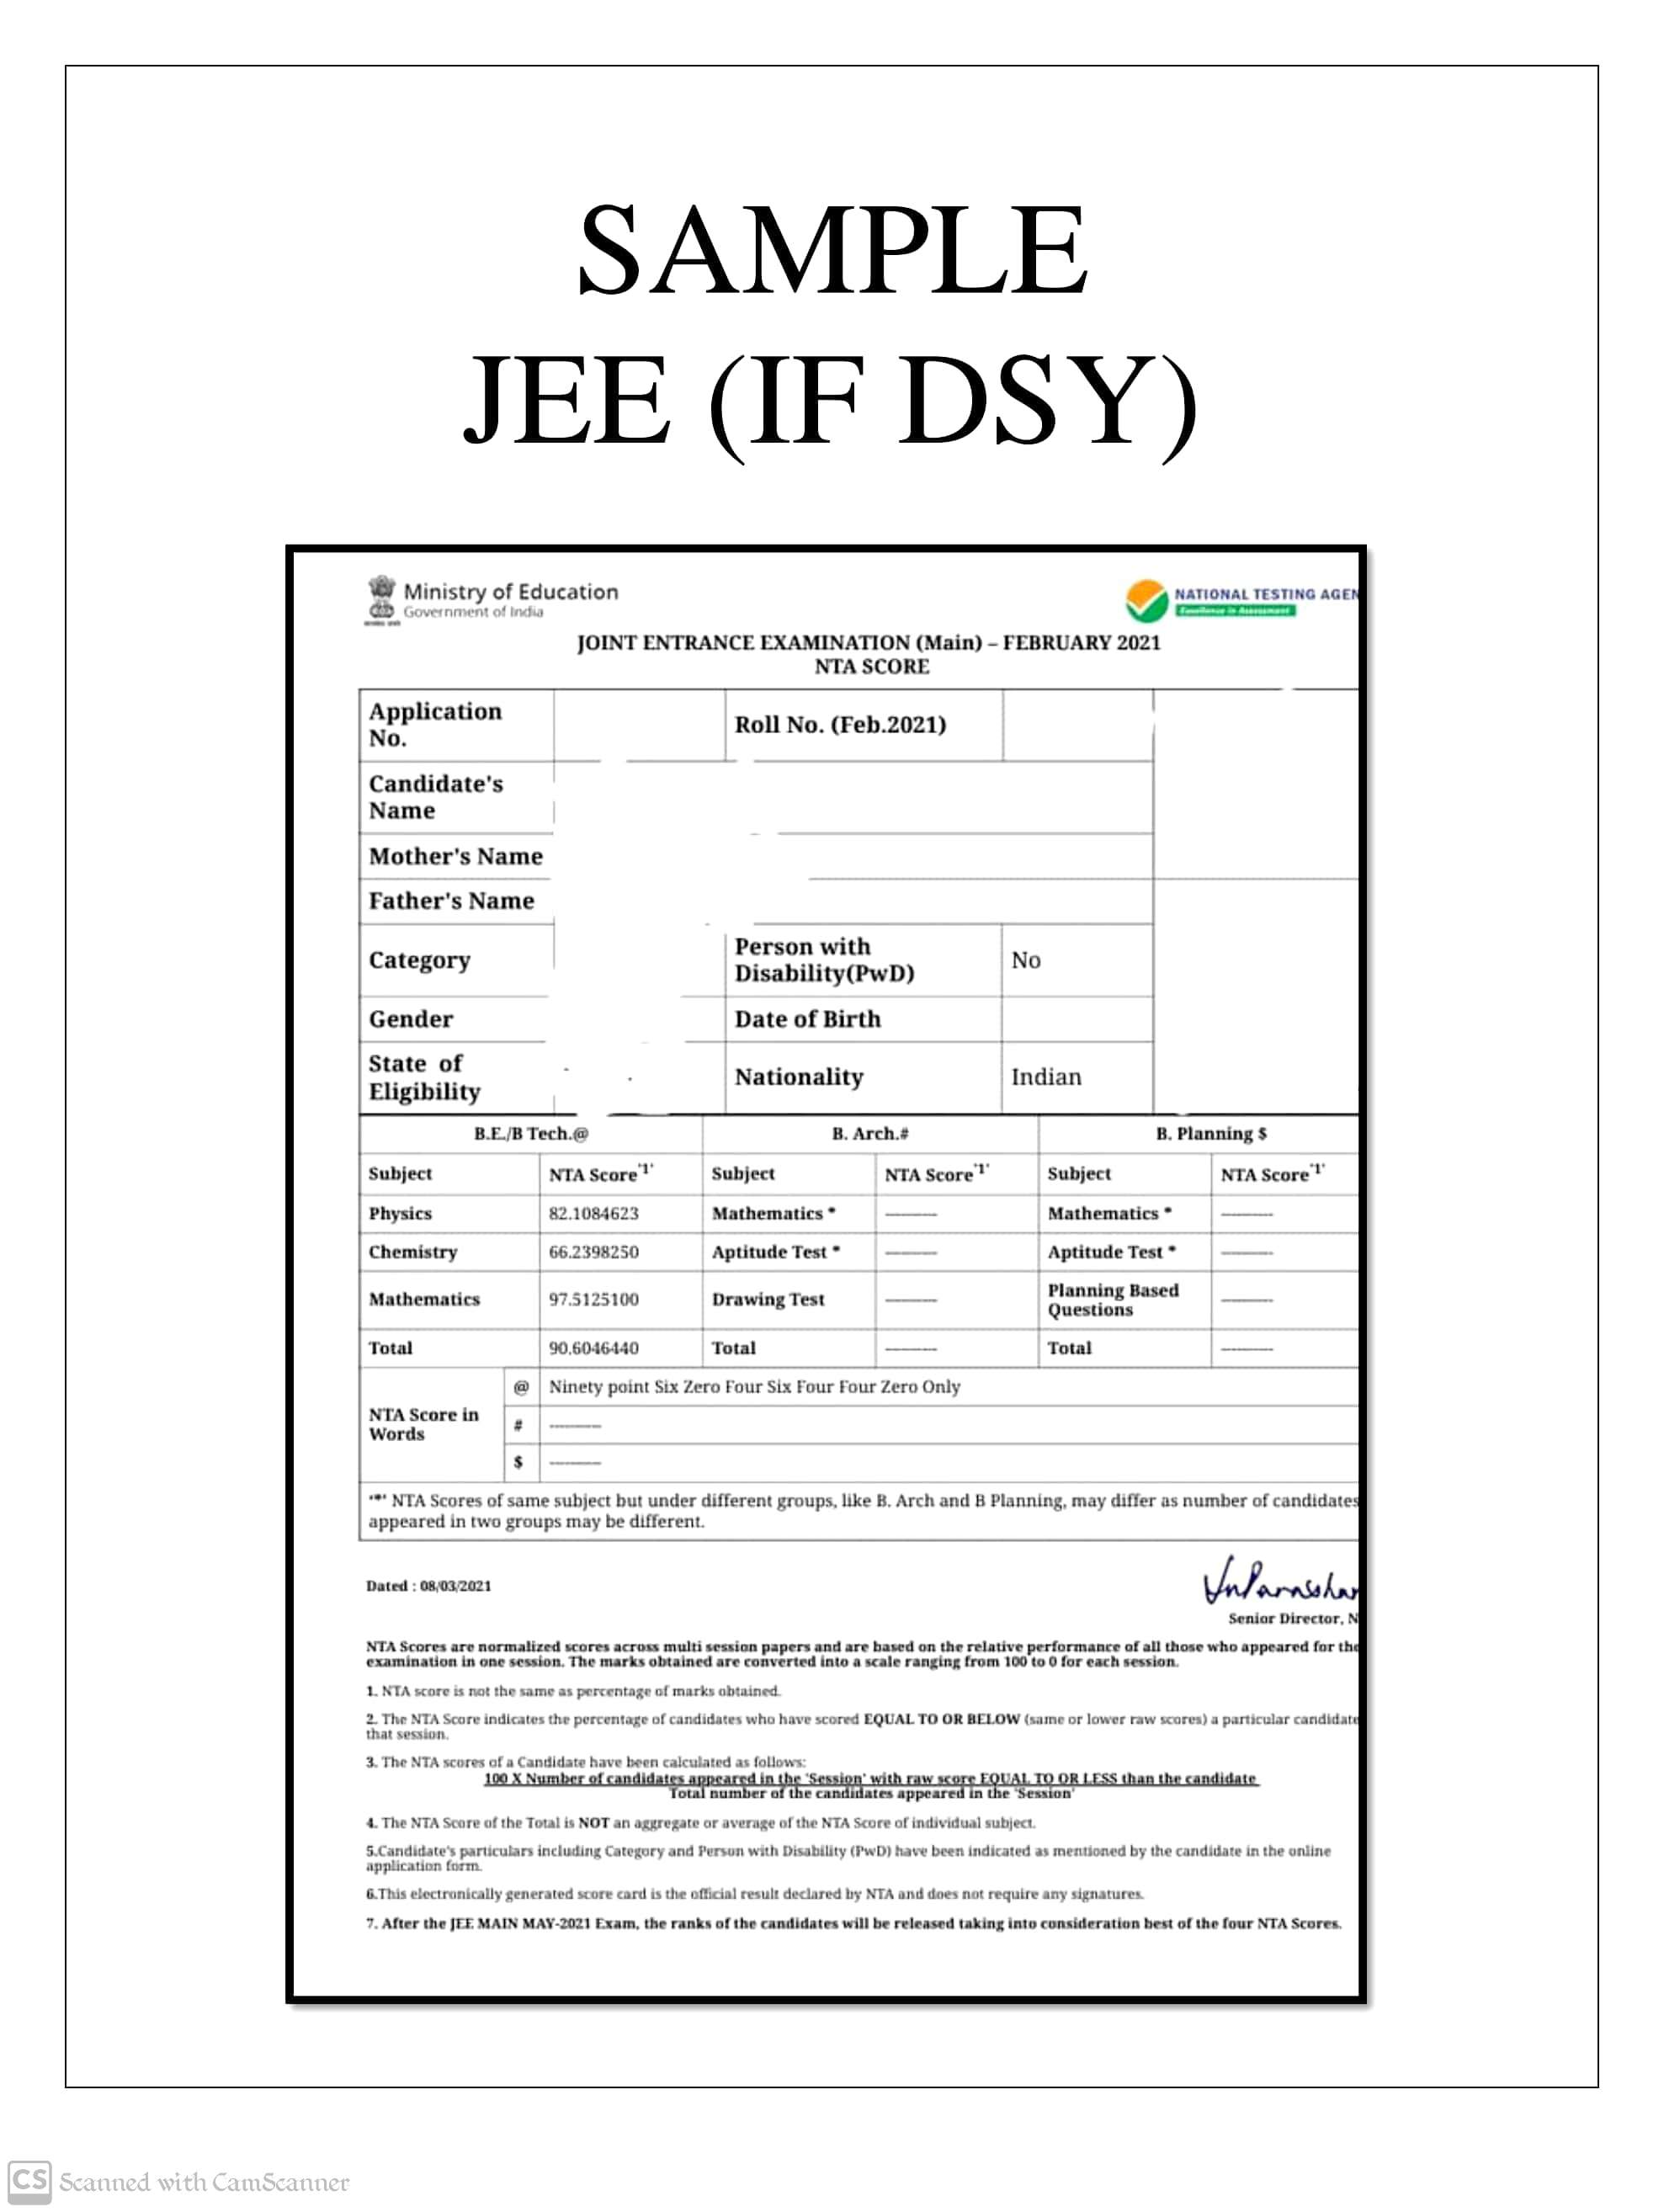 SAMPLE
JEE (IF DSY)
Ministry of Education
Government of India
NATIONAL TESTING AGEN
Excellence in Assessment
JOINT ENTRANCE EXAMINATION (Main) – FEBRUARY 2021
NTA SCORE
Application
No.
Roll No. (Feb.2021)
Candidate's
Name
Mother's Name
Father's Name
Category
Person with
Disability(PwD)
No
Gender
Date of Birth
State of
Eligibility
Nationality
Indian
B.E./B Tech.@ B. Arch.# B. Planning $
Subject NTA Score'1' Subject NTA Score'1' Subject NTA Score'1'
Physics 82.1084623 Mathematics * ---------- Mathematics * ----------
Chemistry 66.2398250 Aptitude Test * ---------- Aptitude Test * ----------
Mathematics 97.5125100 Drawing Test ---------- Planning Based
Questions ----------
Total 90.6046440 Total ---------- Total ----------
NTA Score in
Words
@ Ninety point Six Zero Four Six Four Four Zero Only
# ----------
$ ----------
'*' NTA Scores of same subject but under different groups, like B. Arch and B Planning, may differ as number of candidates
appeared in two groups may be different.
Dated : 08/03/2021
Senior Director, N
NTA Scores are normalized scores across multi session papers and are based on the relative performance of all those who appeared for the
examination in one session. The marks obtained are converted into a scale ranging from 100 to 0 for each session.
1. NTA score is not the same as percentage of marks obtained.
2. The NTA Score indicates the percentage of candidates who have scored EQUAL TO OR BELOW (same or lower raw scores) a particular candidate
that session.
3. The NTA scores of a Candidate have been calculated as follows:
100 X Number of candidates appeared in the 'Session' with raw score EQUAL TO OR LESS than the candidate
Total number of the candidates appeared in the 'Session'
4. The NTA Score of the Total is NOT an aggregate or average of the NTA Score of individual subject.
5.Candidate's particulars including Category and Person with Disability (PwD) have been indicated as mentioned by the candidate in the online
application form.
6.This electronically generated score card is the official result declared by NTA and does not require any signatures.
7. After the JEE MAIN MAY-2021 Exam, the ranks of the candidates will be released taking into consideration best of the four NTA Scores.
CS Scanned with CamScanner